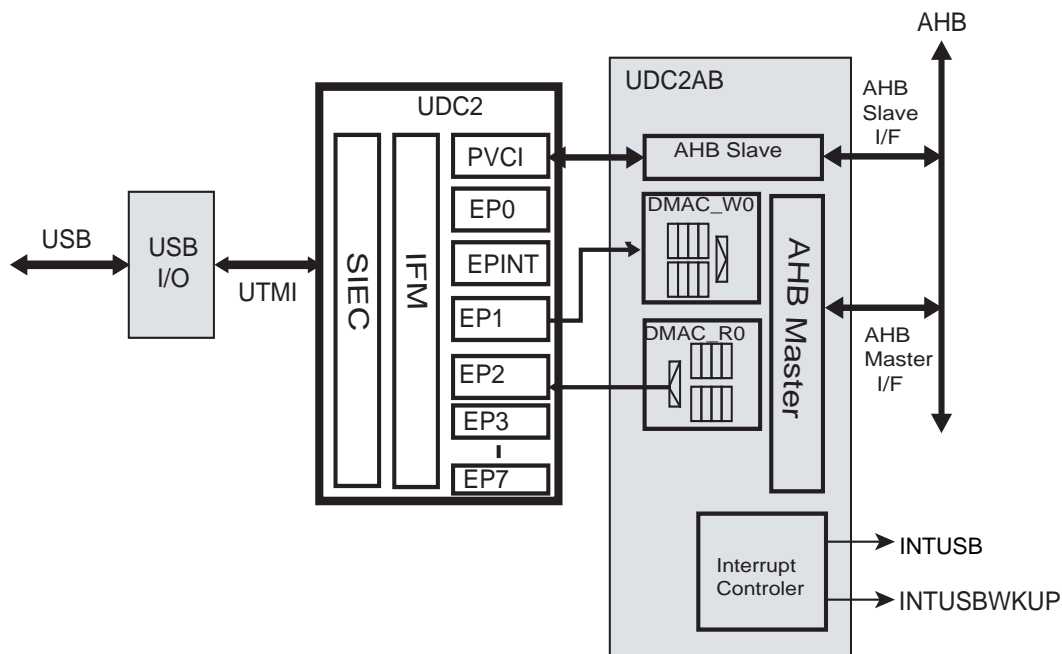 AHB
UDC2AB
AHB
Slave
I/F
UDC2
PVCI
AHB Slave
EP0
DMAC_W0
USB
USB
I/O
UTMI
SIEC
IFM
EPINT
EP1
AHB Master
DMAC_R0
EP2
AHB
Master
I/F
EP3
EP7
Interrupt
Controler
INTUSB
INTUSBWKUP